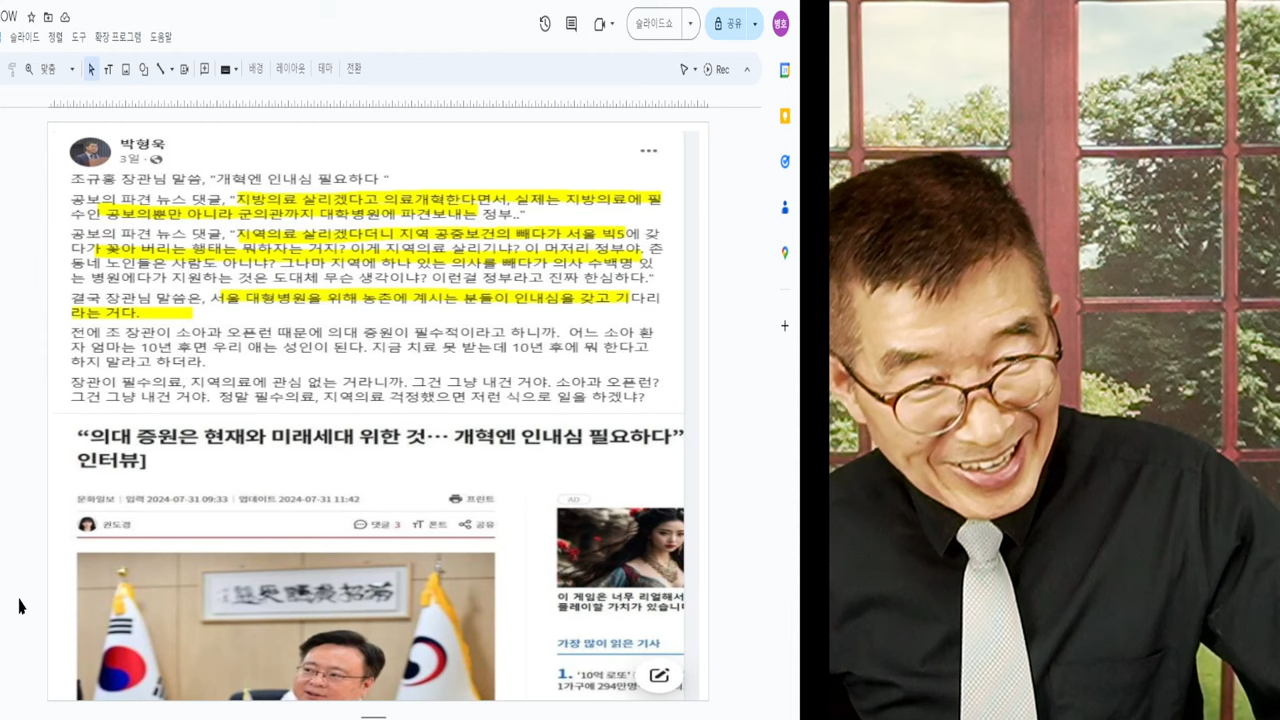 OW
슬라이드 정렬 도구 확장 프로그램 도움말
슬라이드쇼
공유
병호
맞춤
배경 레이아웃 테마 전환
Rec
박형욱
3일
조규홍 장관님 말씀, "개혁엔 인내심 필요하다 "
공보의 파견 뉴스 댓글, "지방의료 살리겠다고 의료개혁한다면서, 실제는 지방의료에 필
수인 공보의뿐만 아니라 군의관까지 대학병원에 파견보내는 정부.."
공보의 파견 뉴스 댓글, "지역의료 살리겠다더니 지역 공중보건의 빼다가 서울 빅5에 갖
다가 꽂아 버리는 행태는 뭐하자는 거지? 이게 지역의료 살리기냐? 이 머저리 정부야. 촌
동네 노인들은 사람도 아니냐? 그나마 지역에 하나 있는 의사를 빼다가 의사 수백명 있
는 병원에다가 지원하는 것은 도대체 무슨 생각이냐? 이런걸 정부라고 진짜 한심하다."
결국 장관님 말씀은, 서울 대형병원을 위해 농촌에 계시는 분들이 인내심을 갖고 기다리
라는 거다.
전에 조 장관이 소아과 오픈런 때문에 의대 증원이 필수적이라고 하니까. 어느 소아 환
자 엄마는 10년 후면 우리 애는 성인이 된다. 지금 치료 못 받는데 10년 후에 뭐 한다고
하지 말라고 하더라.
장관이 필수의료, 지역의료에 관심 없는 거라니까. 그건 그냥 내건 거야. 소아과 오픈런?
그건 그냥 내건 거야. 정말 필수의료, 지역의료 걱정했으면 저런 식으로 일을 하겠냐?
“의대 증원은 현재와 미래세대 위한 것… 개혁엔 인내심 필요하다”
인터뷰]
문화일보 | 입력 2024-07-31 09:33 | 업데이트 2024-07-31 11:42
프린트
권도경
댓글 3 폰트 공유
AD
이 게임은 너무 리얼해서
플레이할 가치가 있습니
가장 많이 읽은 기사
1. ‘10억 로또’
1가구에 294만명